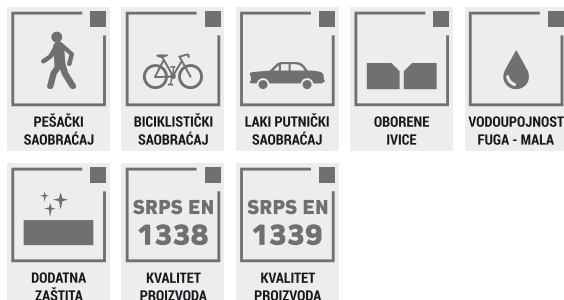 PEŠAČKI
SAOBRAĆAJ
BICIKLISTIČKI
SAOBRAĆAJ
LAKI PUTNIČKI
SAOBRAĆAJ
OBORENE
IVICE
VODOUPOJNOST
FUGA - MALA
DODATNA
ZAŠTITA
SRPS EN
1338
KVALITET
PROIZVODA
SRPS EN
1339
KVALITET
PROIZVODA